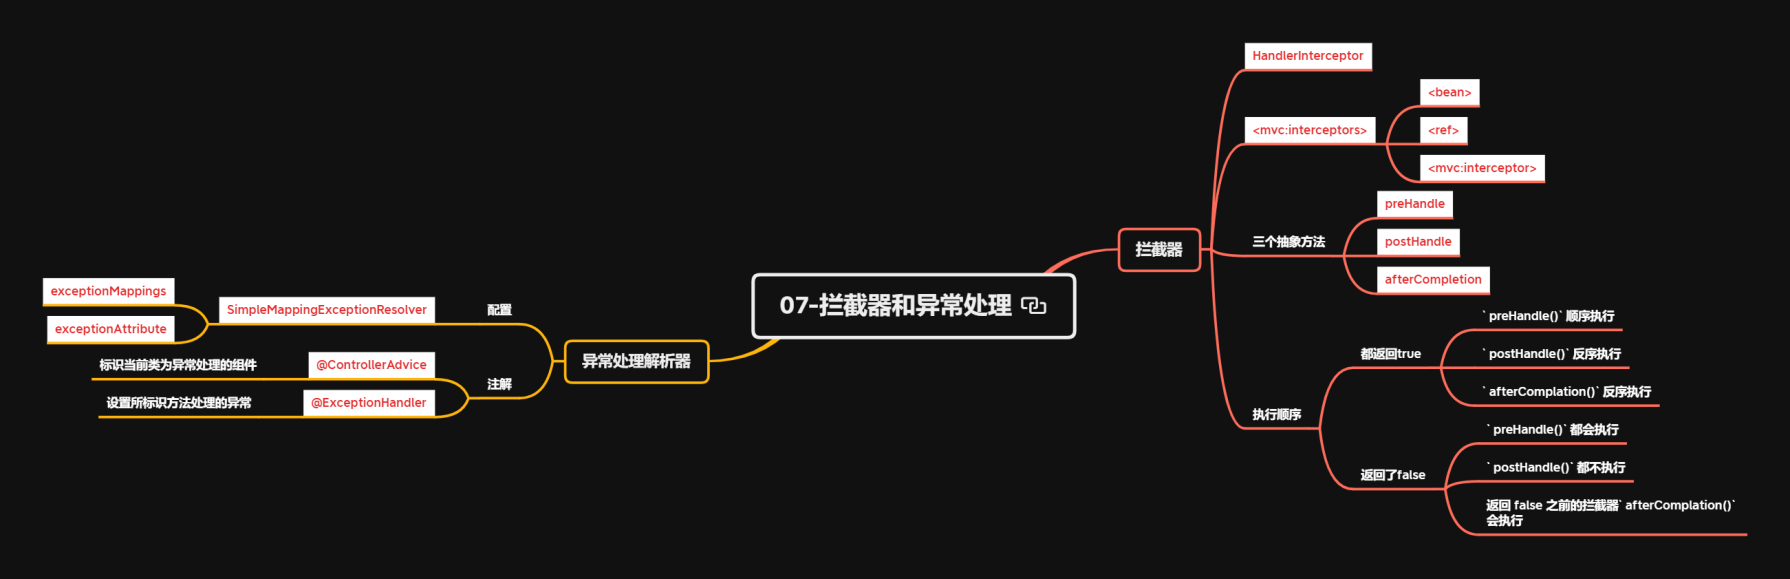 07-拦截器和异常处理
拦截器
HandlerInterceptor
<mvc:interceptors>
<bean>
<ref>
<mvc:interceptor>
三个抽象方法
preHandle
postHandle
afterCompletion
执行顺序
都返回true
`preHandle()` 顺序执行
`postHandle()` 反序执行
`afterComplation()` 反序执行
返回了false
`preHandle()` 都会执行
`postHandle()` 都不执行
返回 false 之前的拦截器`afterComplation()`
会执行
异常处理解析器
配置
SimpleMappingExceptionResolver
exceptionMappings
exceptionAttribute
注解
@ControllerAdvice
标识当前类为异常处理的组件
@ExceptionHandler
设置所标识方法处理的异常